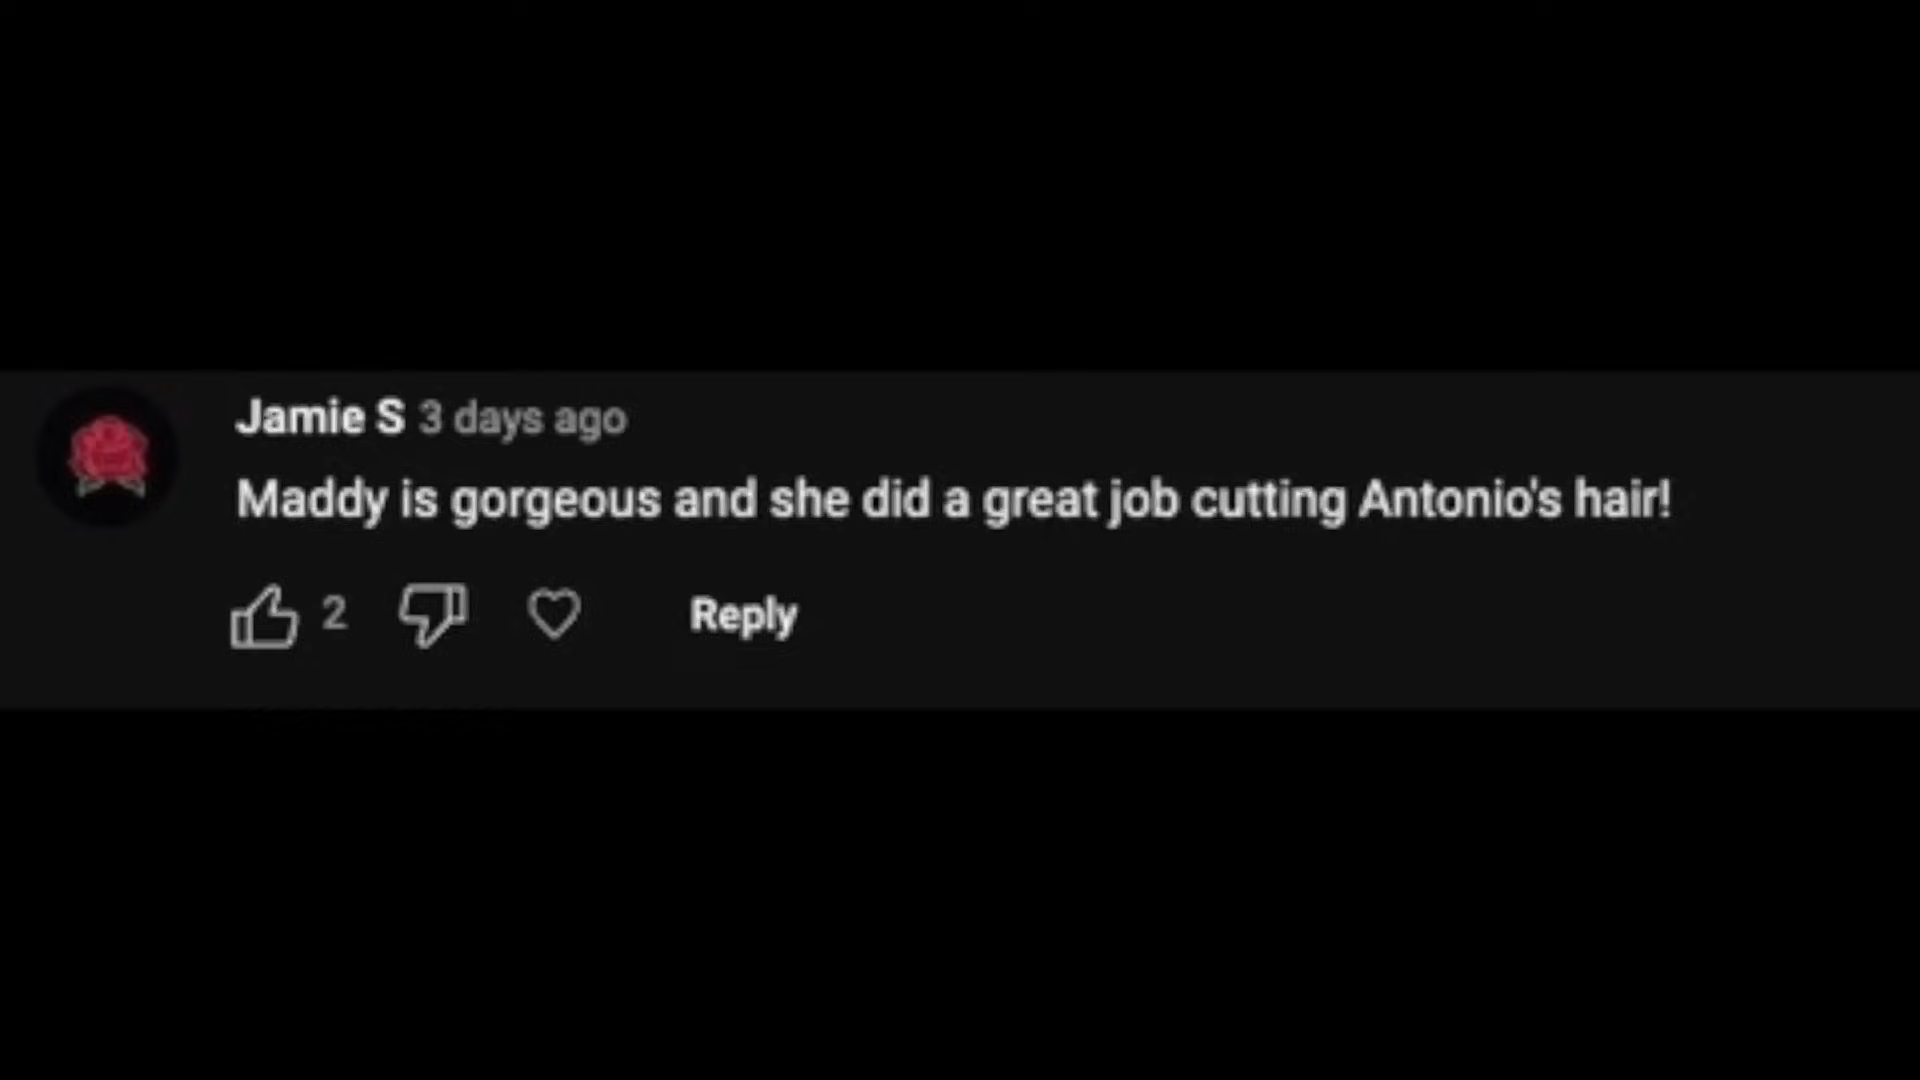 Jamie S 3 days ago
Maddy is gorgeous and she did a great job cutting Antonio's hair!
2 Reply